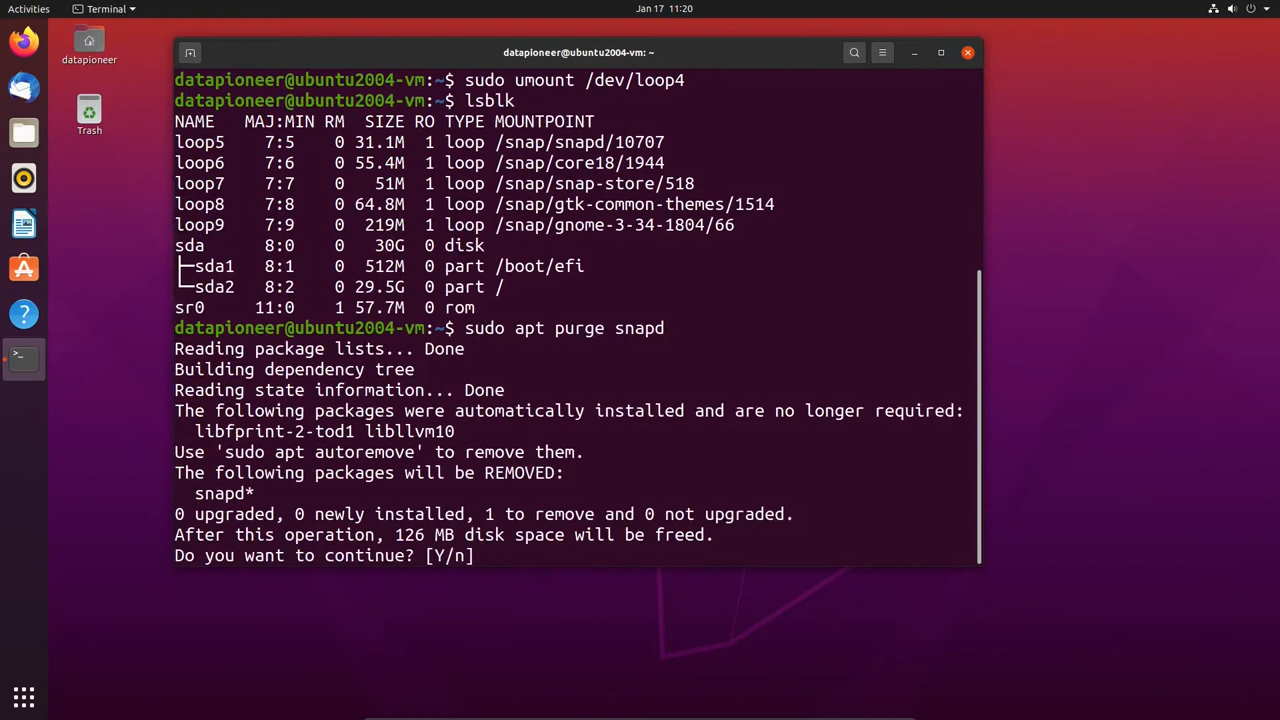 Activities
Terminal
Jan 17 11:20
datapioneer
Trash
datapioneer@ubuntu2004-vm: ~
datapioneer@ubuntu2004-vm:~$ sudo umount /dev/loop4
datapioneer@ubuntu2004-vm:~$ lsblk
NAME   MAJ:MIN RM  SIZE RO TYPE MOUNTPOINT
loop5    7:5    0 31.1M  1 loop /snap/snapd/10707
loop6    7:6    0 55.4M  1 loop /snap/core18/1944
loop7    7:7    0   51M  1 loop /snap/snap-store/518
loop8    7:8    0 64.8M  1 loop /snap/gtk-common-themes/1514
loop9    7:9    0  219M  1 loop /snap/gnome-3-34-1804/66
sda      8:0    0   30G  0 disk
├─sda1   8:1    0  512M  0 part /boot/efi
└─sda2   8:2    0 29.5G  0 part /
sr0     11:0    1 57.7M  0 rom
datapioneer@ubuntu2004-vm:~$ sudo apt purge snapd
Reading package lists... Done
Building dependency tree
Reading state information... Done
The following packages were automatically installed and are no longer required:
  libfprint-2-tod1 libllvm10
Use 'sudo apt autoremove' to remove them.
The following packages will be REMOVED:
  snapd*
0 upgraded, 0 newly installed, 1 to remove and 0 not upgraded.
After this operation, 126 MB disk space will be freed.
Do you want to continue? [Y/n]